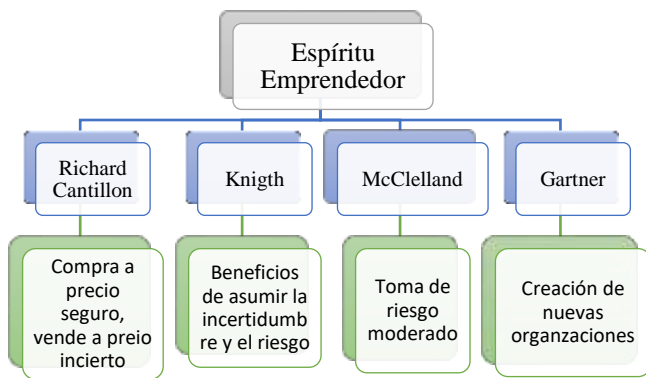 Espíritu
Emprendedor
Richard
Cantillon
Knigth
McClelland
Gartner
Compra a
precio
seguro,
vende a preio
incierto
Beneficios
de asumir la
incertidumb
re y el riesgo
Toma de
riesgo
moderado
Creación de
nuevas
organzaciones